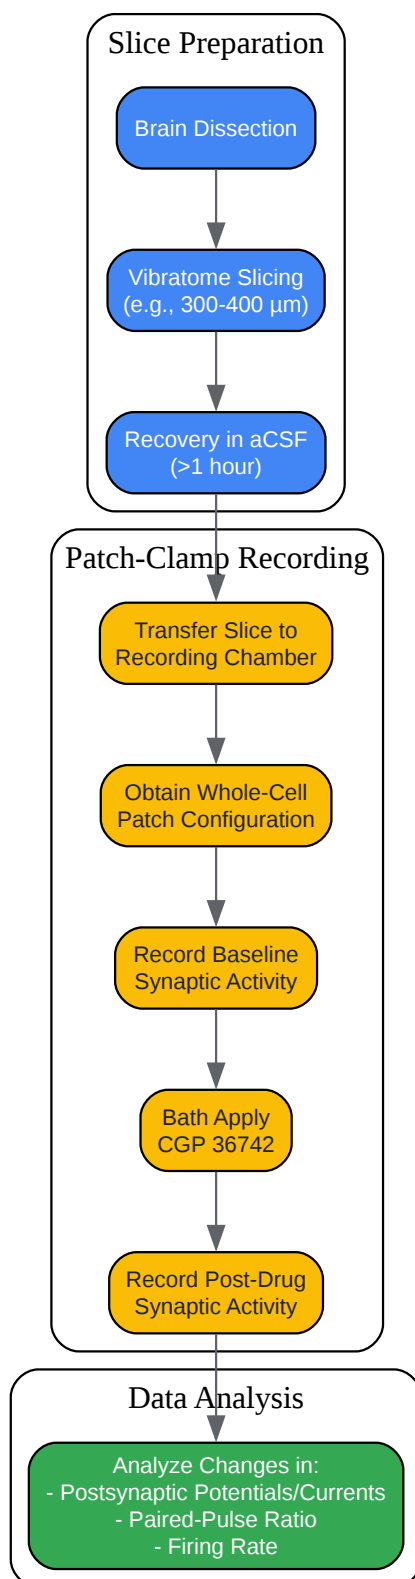 Slice Preparation
Brain Dissection
Vibratome Slicing
(e.g., 300-400 µm)
Recovery in aCSF
(>1 hour)
Patch-Clamp Recording
Transfer Slice to
Recording Chamber
Obtain Whole-Cell
Patch Configuration
Record Baseline
Synaptic Activity
Bath Apply
CGP 36742
Record Post-Drug
Synaptic Activity
Data Analysis
Analyze Changes in:
- Postsynaptic Potentials/Currents
- Paired-Pulse Ratio
- Firing Rate